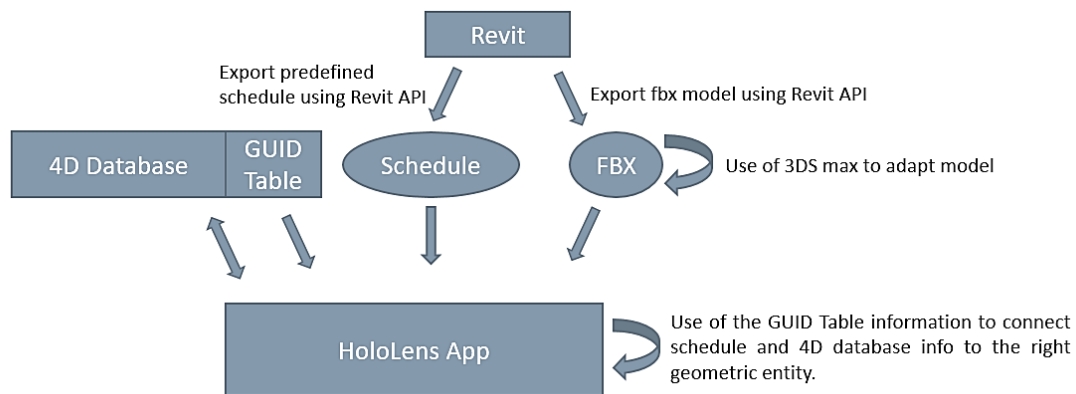 Revit
Export predefined
schedule using Revit API
Export fbx model using Revit API
4D Database
GUID
Table
Schedule
FBX
Use of 3DS max to adapt model
HoloLens App
Use of the GUID Table information to connect
schedule and 4D database info to the right
geometric entity.